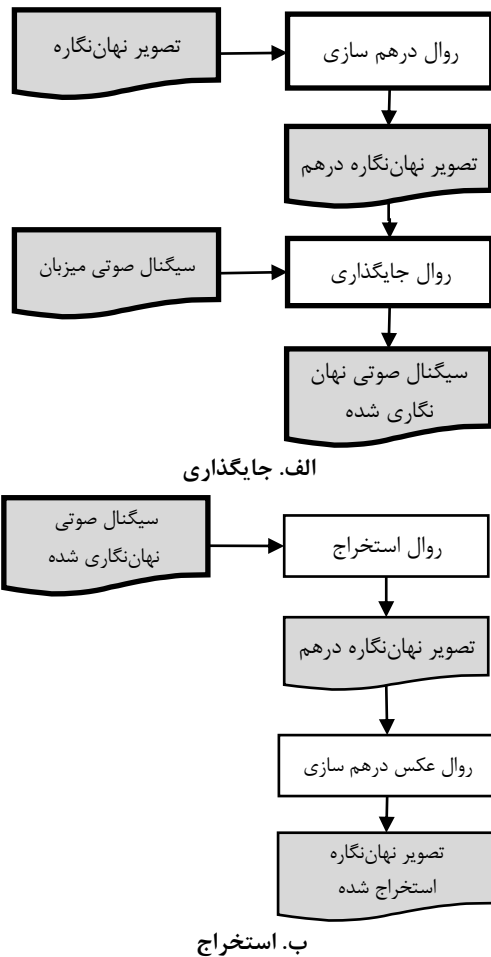 تصویر نهان‌نگاره
روال درهم سازی
تصویر نهان‌نگاره درهم
سیگنال صوتی میزبان
روال جایگذاری
سیگنال صوتی نهان
نگاری شده
الف. جایگذاری
سیگنال صوتی
نهان‌نگاری شده
روال استخراج
تصویر نهان‌نگاره درهم
روال عکس درهم سازی
تصویر نهان‌نگاره
استخراج شده
ب. استخراج